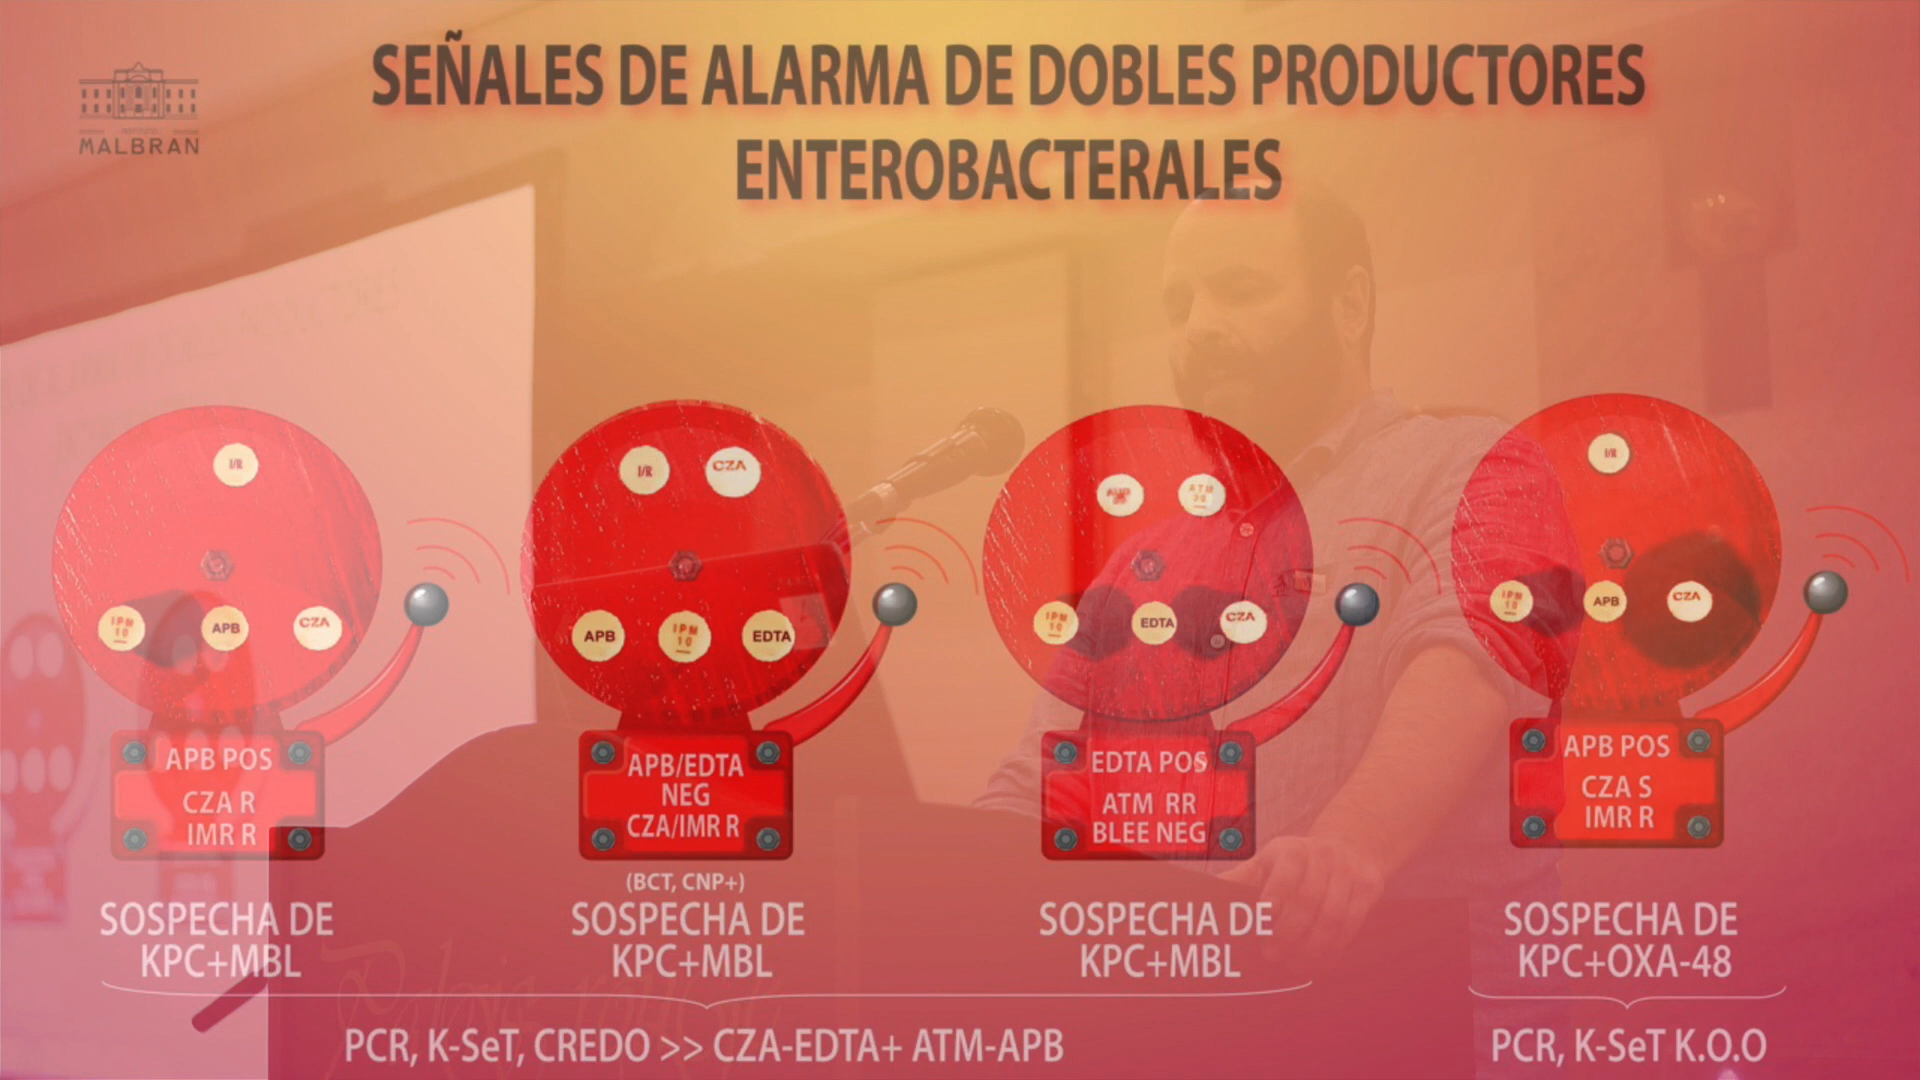 SEÑALES DE ALARMA DE DOBLES PRODUCTORES
ENTEROBACTERALES
INSTITUTO
MALBRAN
I/R
IPM
10
APB
CZA
APB POS
CZA R
IMR R
SOSPECHA DE
KPC+MBL
I/R
CZA
APB
IPM
10
EDTA
APB/EDTA
NEG
CZA/IMR R
(BCT, CNP+)
SOSPECHA DE
KPC+MBL
ATM
30
IPM
10
EDTA
CZA
EDTA POS
ATM RR
BLEE NEG
SOSPECHA DE
KPC+MBL
I/R
IPM
10
APB
CZA
APB POS
CZA S
IMR R
SOSPECHA DE
KPC+OXA-48
PCR, K-SeT, CREDO >> CZA-EDTA+ ATM-APB
PCR, K-SeT K.O.O